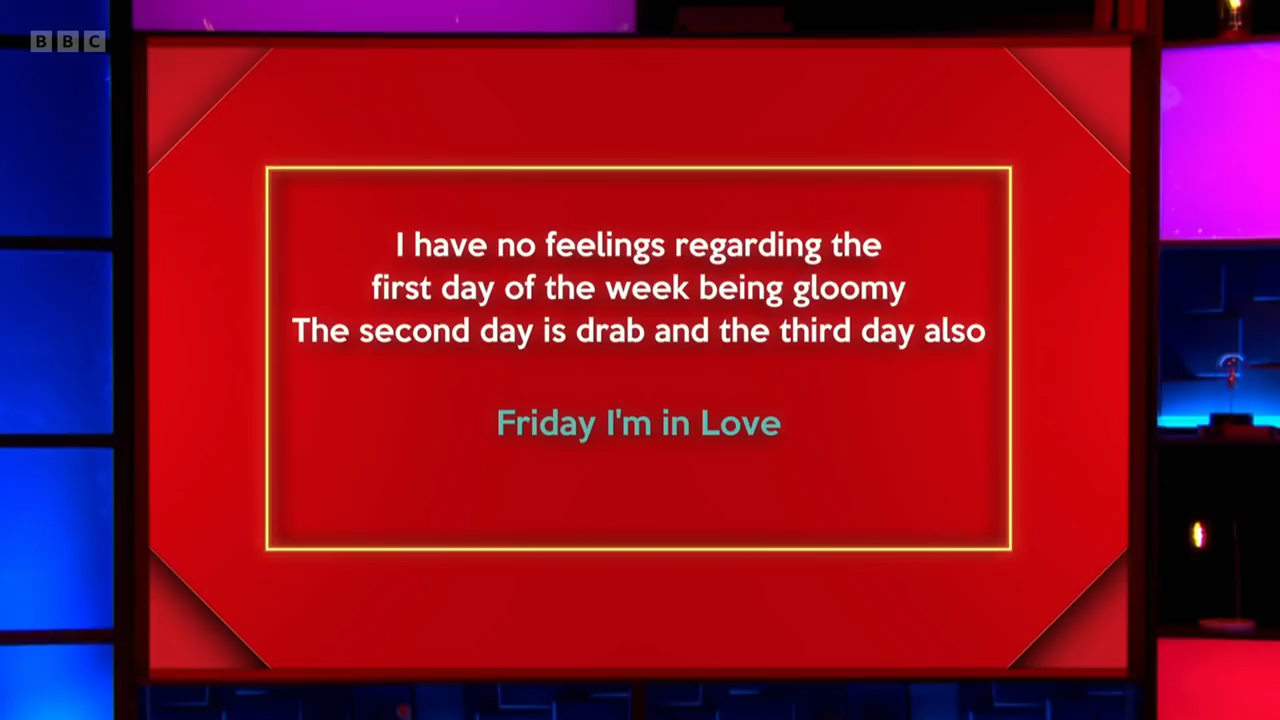 BBC
I have no feelings regarding the
first day of the week being gloomy
The second day is drab and the third day also
Friday I'm in Love